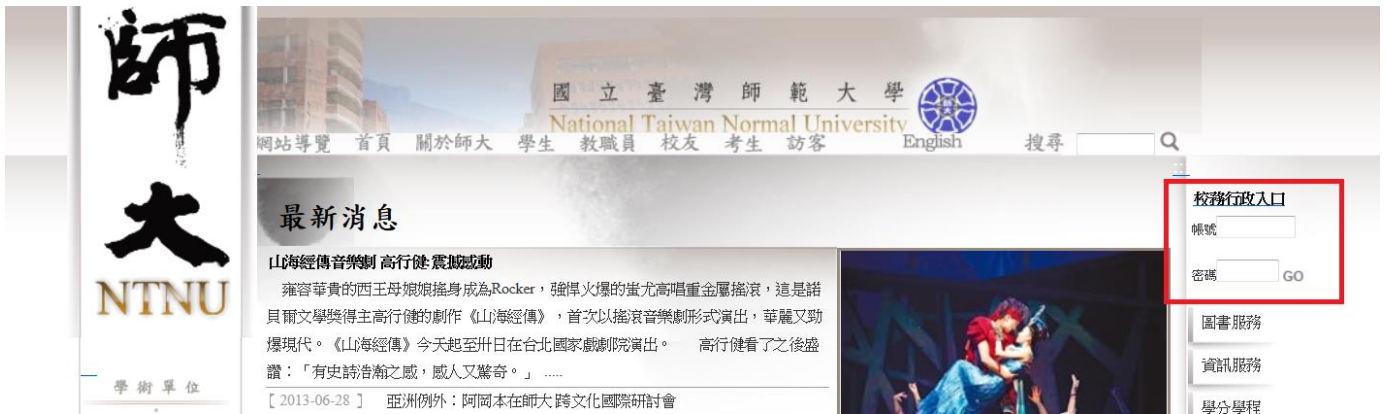 師大
NTNU
學術單位
國立臺灣師範大學
National Taiwan Normal University
網站導覽 首頁 關於師大 學生 教職員 校友 考生 訪客 English 搜尋
最新消息
山海經傳音樂劇 高行健:震撼感動
雍容華貴的西王母娘娘搖身成為Rocker，強悍火爆的蚩尤高唱重金屬搖滾，這是諾
貝爾文學獎得主高行健的劇作《山海經傳》，首次以搖滾音樂劇形式演出，華麗又勁
爆現代。《山海經傳》今天起至卅日在台北國家戲劇院演出。 高行健看了之後盛
讚：「有史詩浩瀚之感，感人又驚奇。」 .....
[ 2013-06-28 ] 亞洲例外：阿岡本在師大 跨文化國際研討會
校務行政入口
帳號
密碼 GO
圖書服務
資訊服務
學分學程